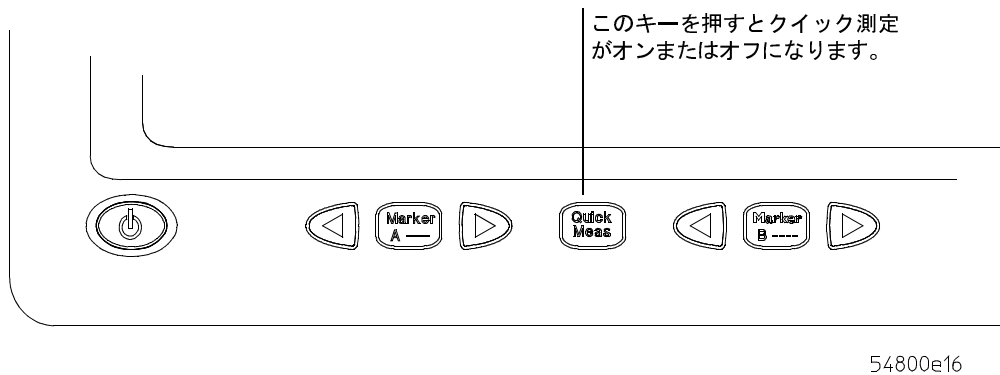 このキーを押すとクイック測定
がオンまたはオフになります。
Marker
A —
Quick
Meas
Marker
B ----
54800e16